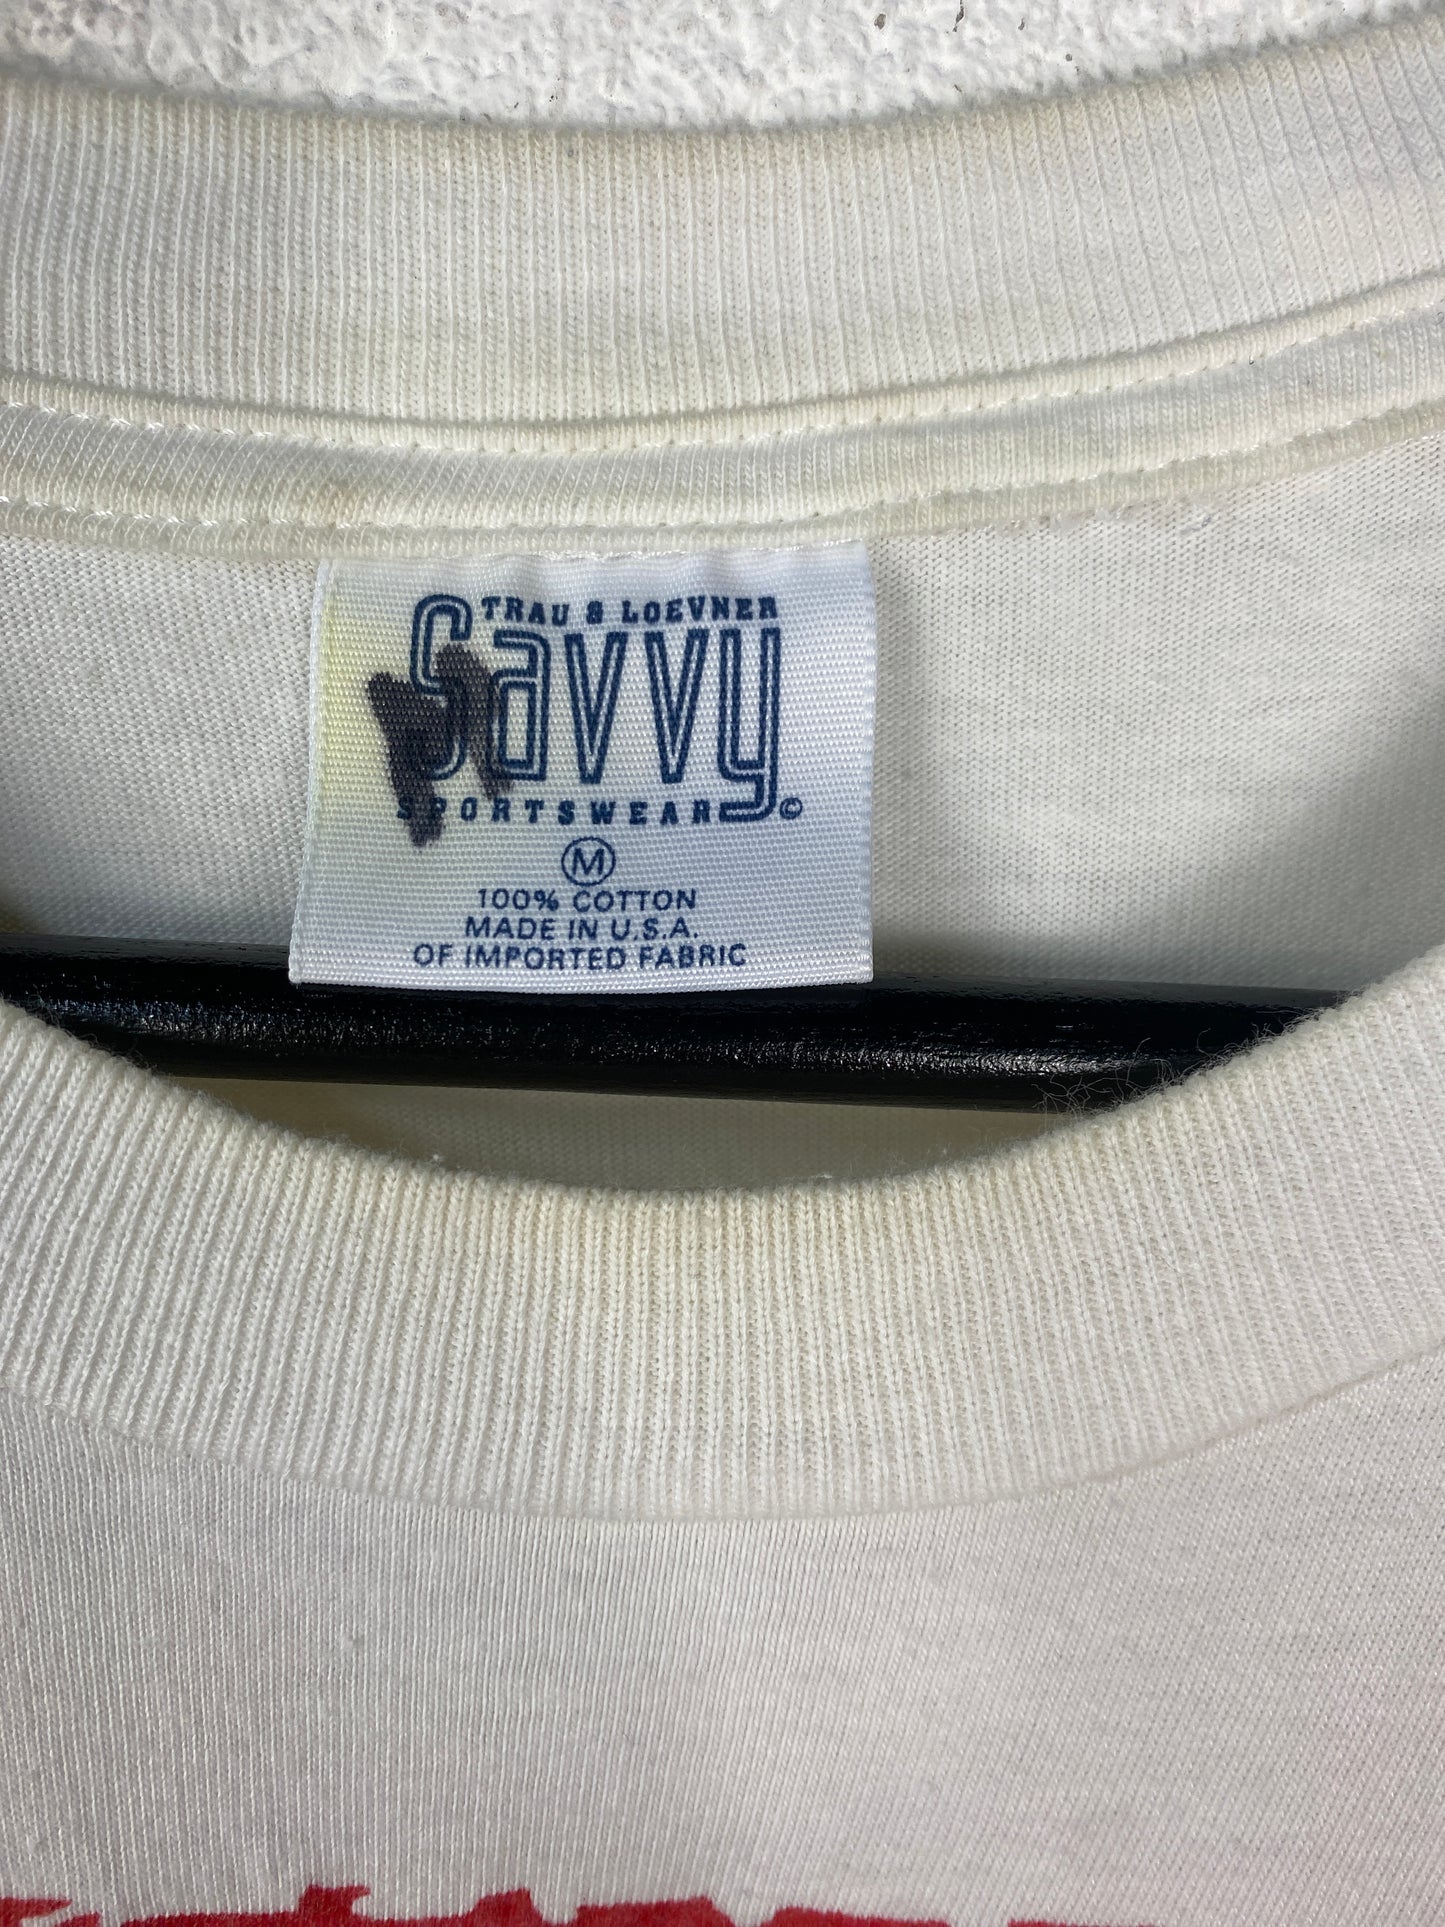 TRAU & LOEVNER
Savvy
SPORTSWEAR ©
M
100% COTTON
MADE IN U.S.A.
OF IMPORTED FABRIC